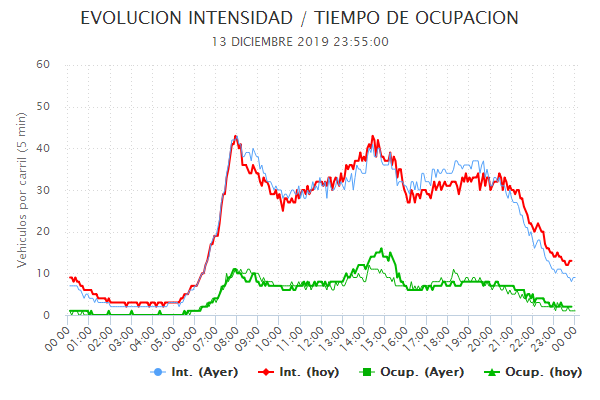 EVOLUCION INTENSIDAD / TIEMPO DE OCUPACION
13 DICIEMBRE 2019 23:55:00
Vehiculos por carril (5 min)
60
50
40
30
20
10
0
00:00 01:00 02:00 03:00 04:00 05:00 06:00 07:00 08:00 09:00 10:00 11:00 12:00 13:00 14:00 15:00 16:00 17:00 18:00 19:00 20:00 21:00 22:00 23:00 00:00
Int. (Ayer) Int. (hoy) Ocup. (Ayer) Ocup. (hoy)